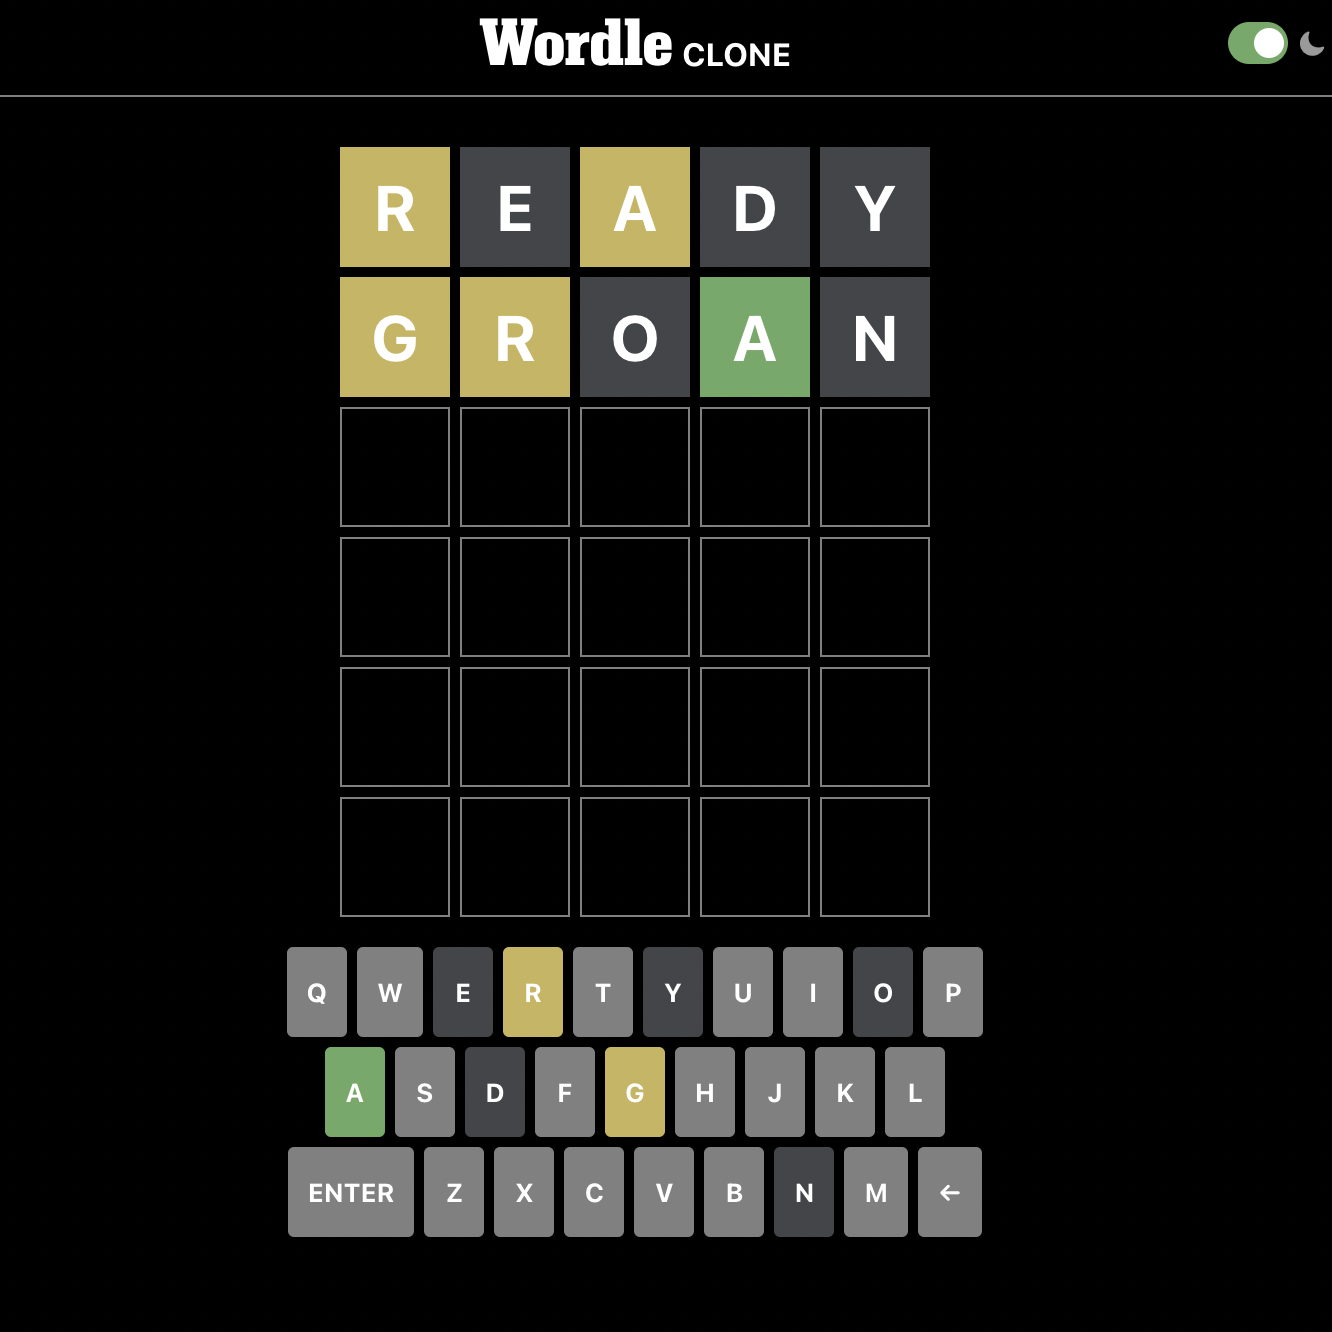 Wordle CLONE
R E A D Y
G R O A N
Q W E R T Y U I O P
A S D F G H J K L
ENTER Z X C V B N M ←